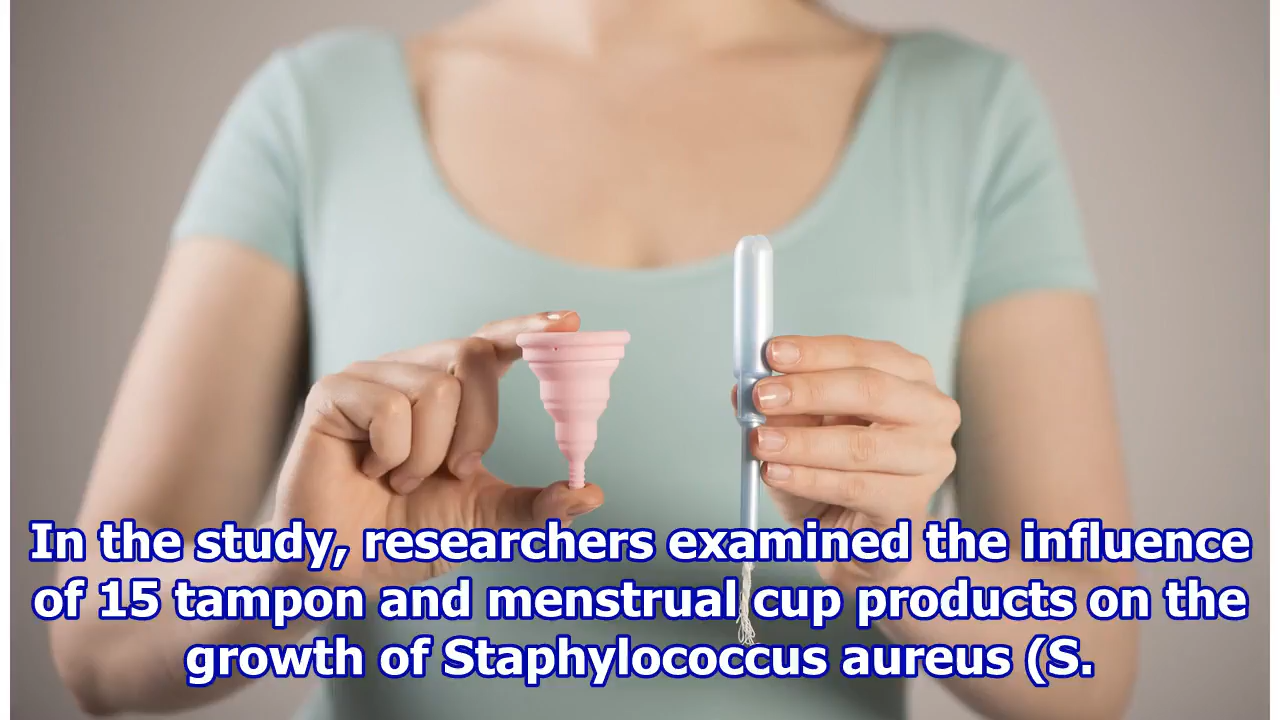 In the study, researchers examined the influence
of 15 tampon and menstrual cup products on the
growth of Staphylococcus aureus (S.